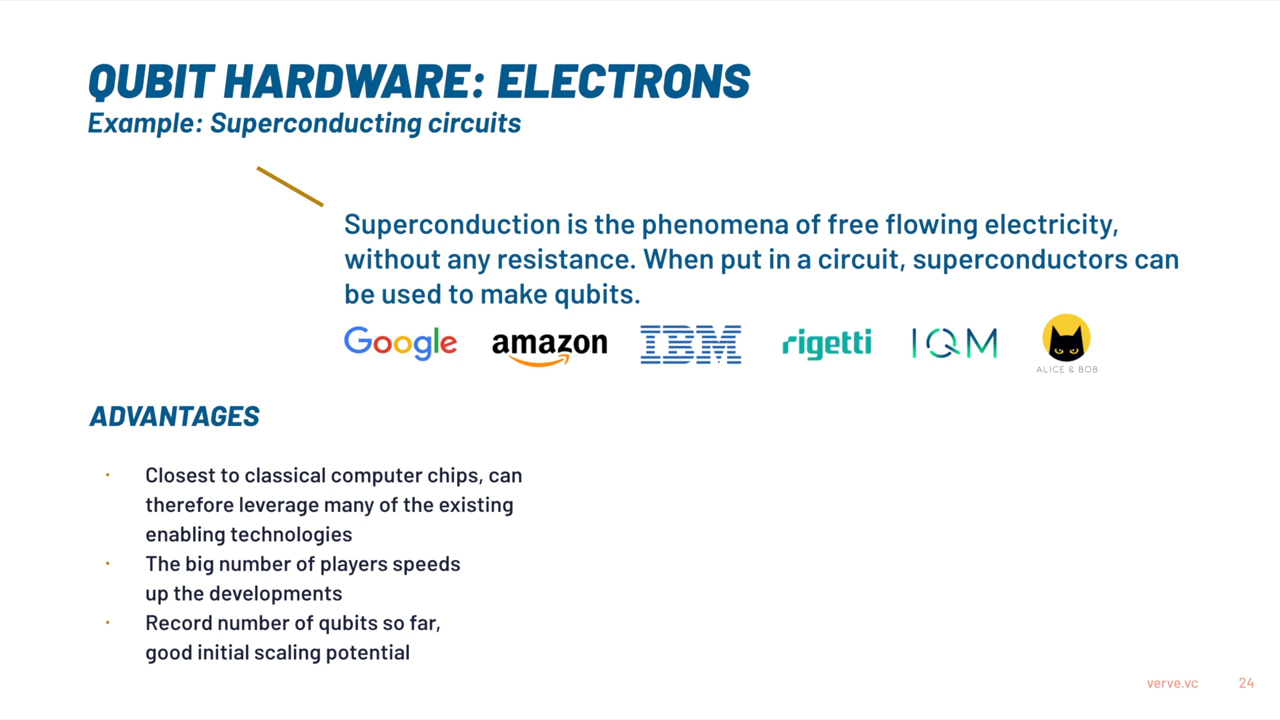 QUBIT HARDWARE: ELECTRONS
Example: Superconducting circuits
Superconduction is the phenomena of free flowing electricity,
without any resistance. When put in a circuit, superconductors can
be used to make qubits.
Google amazon IBM rigetti IQM
ALICE & BOB
ADVANTAGES
· Closest to classical computer chips, can
therefore leverage many of the existing
enabling technologies
· The big number of players speeds
up the developments
· Record number of qubits so far,
good initial scaling potential
verve.vc 24